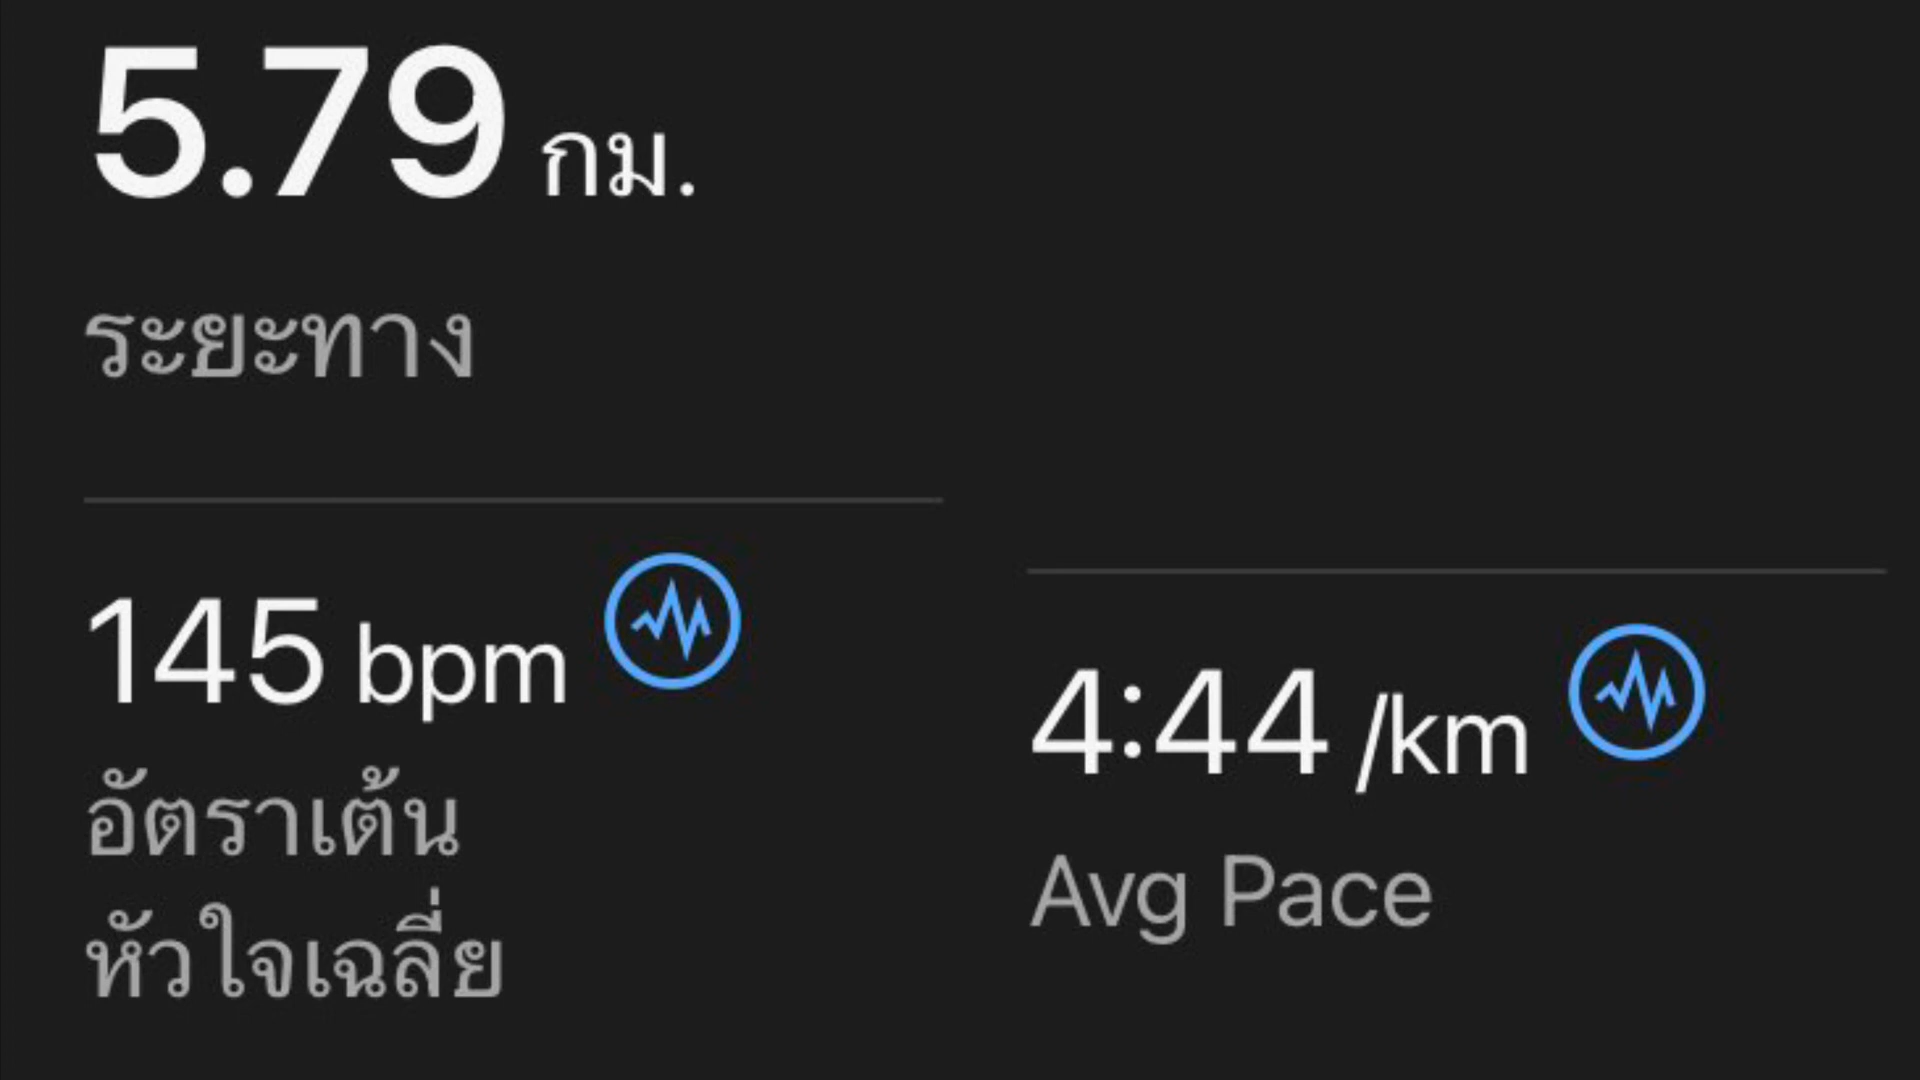 5.79 กม.
ระยะทาง
145 bpm
อัตราเต้น
หัวใจเฉลี่ย
4:44 /km
Avg Pace